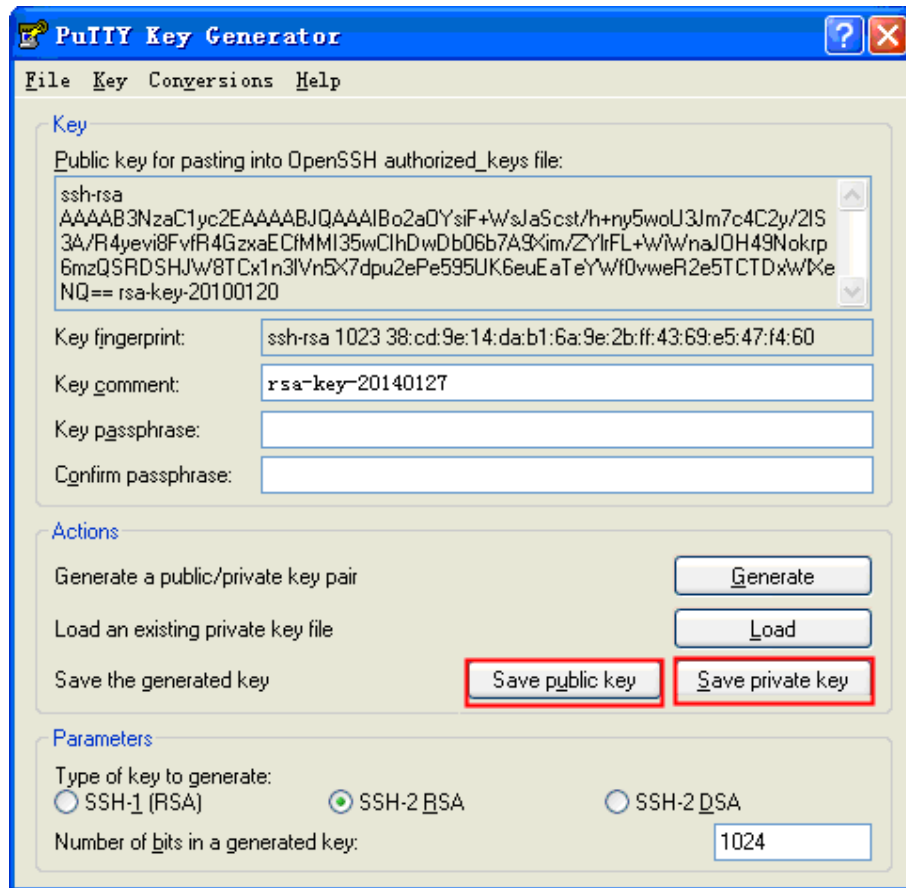 PuTTY Key Generator
File Key Conversions Help
Key
Public key for pasting into OpenSSH authorized_keys file:
ssh-rsa
AAAAB3NzaC1yc2EAAAABJQAAAIBo2aOYsiF+WsJaScst/h+ny5woU3Jm7c4C2y/2IS
3A/R4yevi8FvfR4GzxaECfMMI35wClhDwDb06b7A9Xim/ZYlrFL+WiWnaJOH49Nokrp
6mzQSRDSHJW8TCx1n3lVn5X7dpu2ePe595UK6euEaTeYWf0vweR2e5TCTDxWlXe
NQ== rsa-key-20100120
Key fingerprint: ssh-rsa 1023 38:cd:9e:14:da:b1:6a:9e:2b:ff:43:69:e5:47:f4:60
Key comment: rsa-key-20140127
Key passphrase:
Confirm passphrase:
Actions
Generate a public/private key pair Generate
Load an existing private key file Load
Save the generated key Save public key Save private key
Parameters
Type of key to generate:
SSH-1 (RSA) SSH-2 RSA SSH-2 DSA
Number of bits in a generated key: 1024